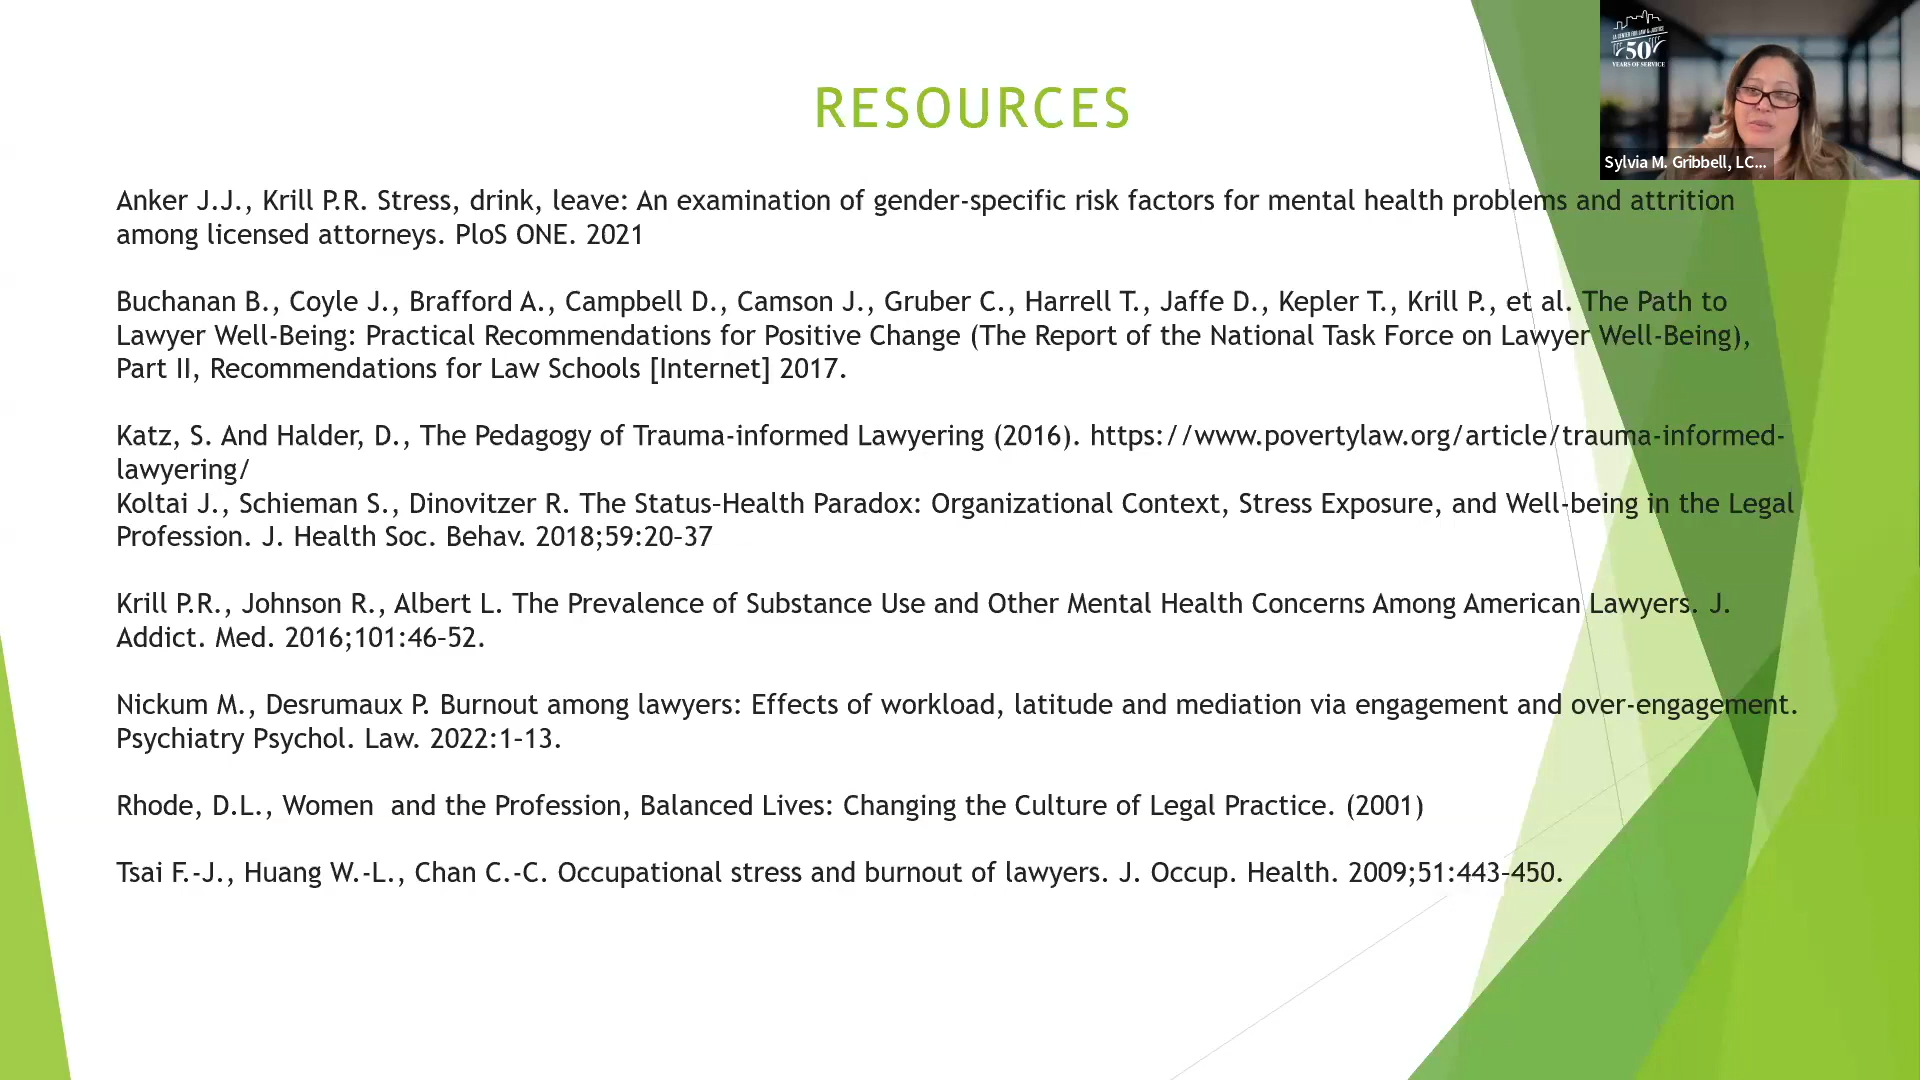 RESOURCES
LA CENTER FOR LAW & JUSTICE
50
YEARS OF SERVICE
Sylvia M. Gribbell, LC...
Anker J.J., Krill P.R. Stress, drink, leave: An examination of gender-specific risk factors for mental health problems and attrition
among licensed attorneys. PloS ONE. 2021
Buchanan B., Coyle J., Brafford A., Campbell D., Camson J., Gruber C., Harrell T., Jaffe D., Kepler T., Krill P., et al. The Path to
Lawyer Well-Being: Practical Recommendations for Positive Change (The Report of the National Task Force on Lawyer Well-Being),
Part II, Recommendations for Law Schools [Internet] 2017.
Katz, S. And Halder, D., The Pedagogy of Trauma-informed Lawyering (2016). https://www.povertylaw.org/article/trauma-informed-
lawyering/
Koltai J., Schieman S., Dinovitzer R. The Status–Health Paradox: Organizational Context, Stress Exposure, and Well-being in the Legal
Profession. J. Health Soc. Behav. 2018;59:20–37
Krill P.R., Johnson R., Albert L. The Prevalence of Substance Use and Other Mental Health Concerns Among American Lawyers. J.
Addict. Med. 2016;101:46–52.
Nickum M., Desrumaux P. Burnout among lawyers: Effects of workload, latitude and mediation via engagement and over-engagement.
Psychiatry Psychol. Law. 2022:1–13.
Rhode, D.L., Women  and the Profession, Balanced Lives: Changing the Culture of Legal Practice. (2001)
Tsai F.-J., Huang W.-L., Chan C.-C. Occupational stress and burnout of lawyers. J. Occup. Health. 2009;51:443–450.